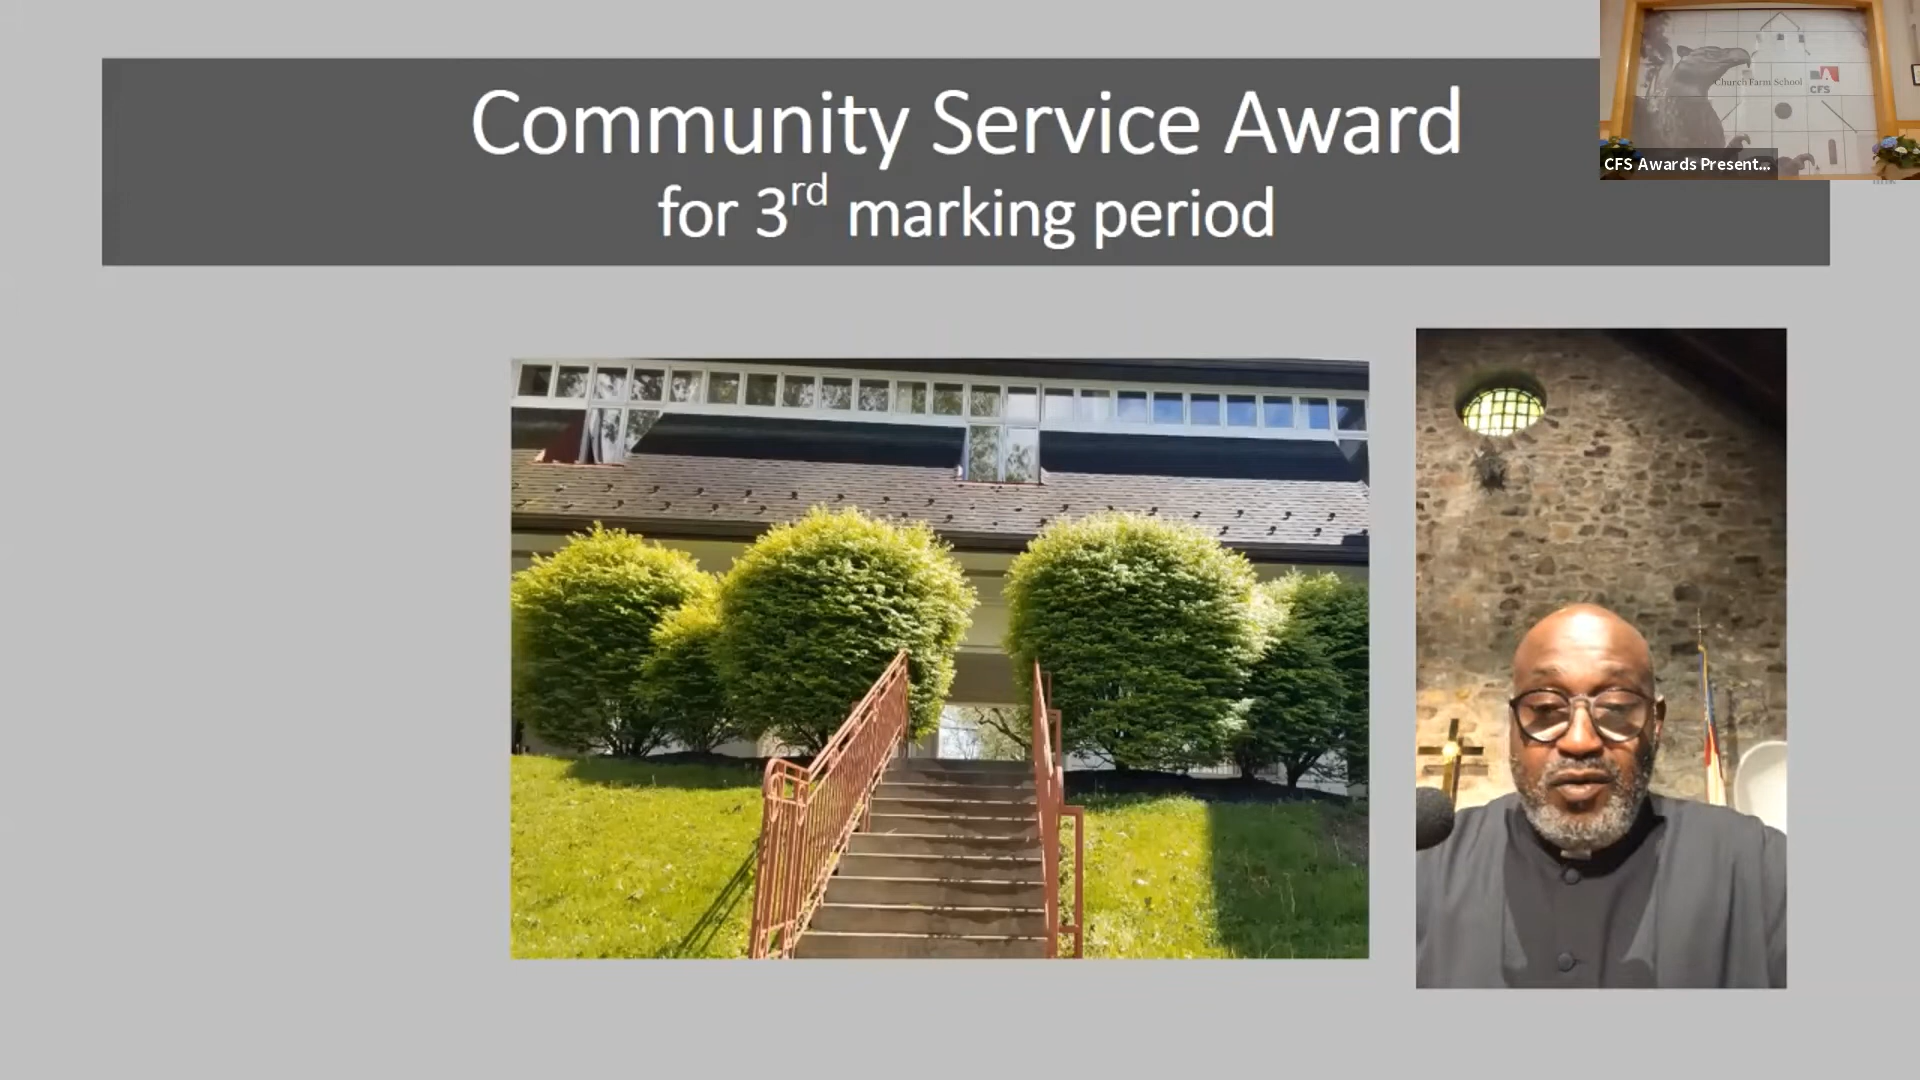 Community Service Award
for 3rd marking period
Church Farm School
CFS
CFS Awards Present...